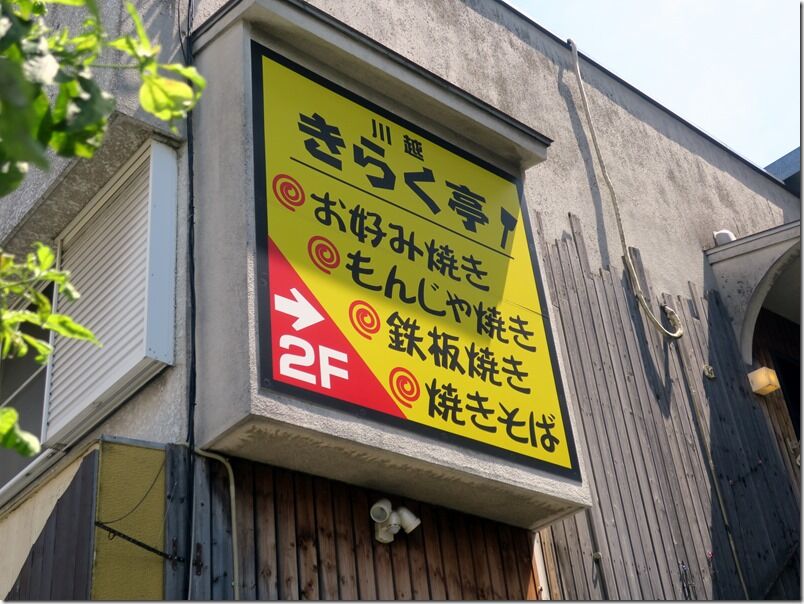 川越
きらく亭
お好み焼き
もんじゃ焼き
鉄板焼き
焼きそば
→
2F